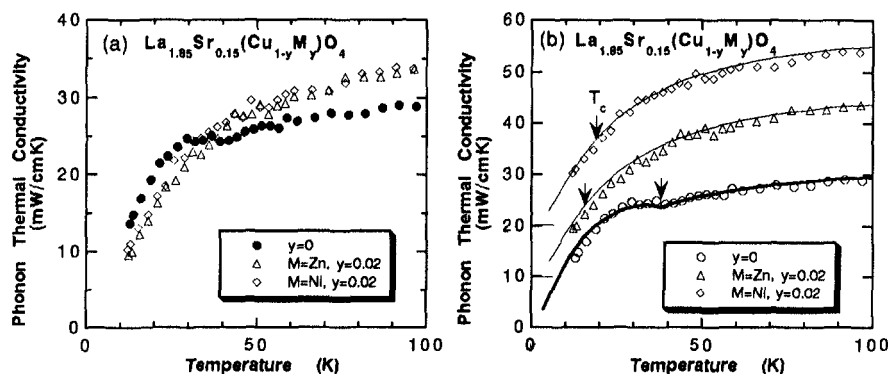 Phonon Thermal Conductivity
(mW/cmK)
40
30
20
10
0
(a) La1.85Sr0.15(Cu1-yMy)O4
y=0
M=Zn, y=0.02
M=Ni, y=0.02
0 50 100
Temperature (K)
Phonon Thermal Conductivity
(mW/cmK)
60
50
40
30
20
10
0
(b) La1.85Sr0.15(Cu1-yMy)O4
Tc
y=0
M=Zn, y=0.02
M=Ni, y=0.02
0 50 100
Temperature (K)